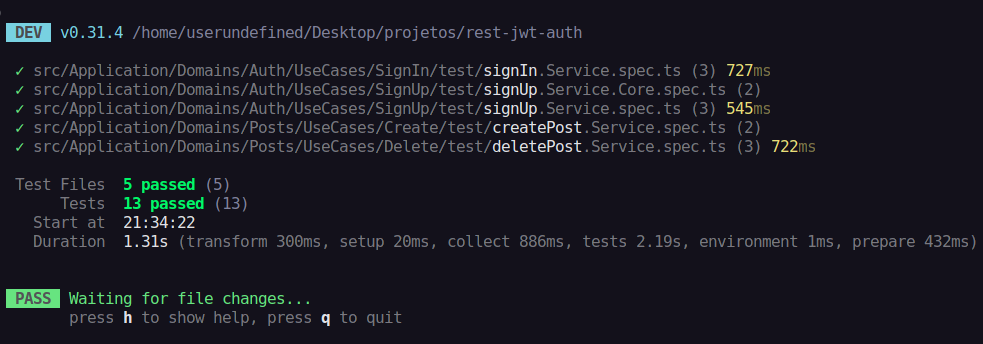 DEV v0.31.4 /home/userundefined/Desktop/projetos/rest-jwt-auth
✓ src/Application/Domains/Auth/UseCases/SignIn/test/signIn.Service.spec.ts (3) 727ms
✓ src/Application/Domains/Auth/UseCases/SignUp/test/signUp.Service.Core.spec.ts (2)
✓ src/Application/Domains/Auth/UseCases/SignUp/test/signUp.Service.spec.ts (3) 545ms
✓ src/Application/Domains/Posts/UseCases/Create/test/createPost.Service.spec.ts (2)
✓ src/Application/Domains/Posts/UseCases/Delete/test/deletePost.Service.spec.ts (3) 722ms
Test Files 5 passed (5)
Tests 13 passed (13)
Start at 21:34:22
Duration 1.31s (transform 300ms, setup 20ms, collect 886ms, tests 2.19s, environment 1ms, prepare 432ms)
PASS Waiting for file changes...
press h to show help, press q to quit